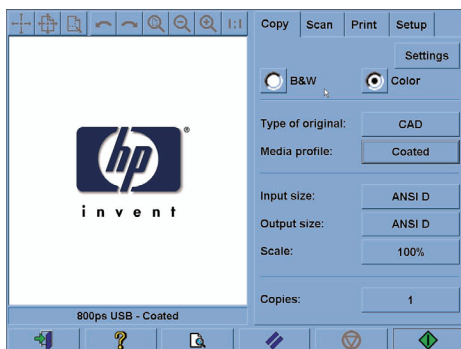 1:1
Copy Scan Print Setup
Settings
B&W Color
Type of original: CAD
Media profile: Coated
Input size: ANSI D
Output size: ANSI D
Scale: 100%
Copies: 1
hp
®
invent
800ps USB - Coated
?